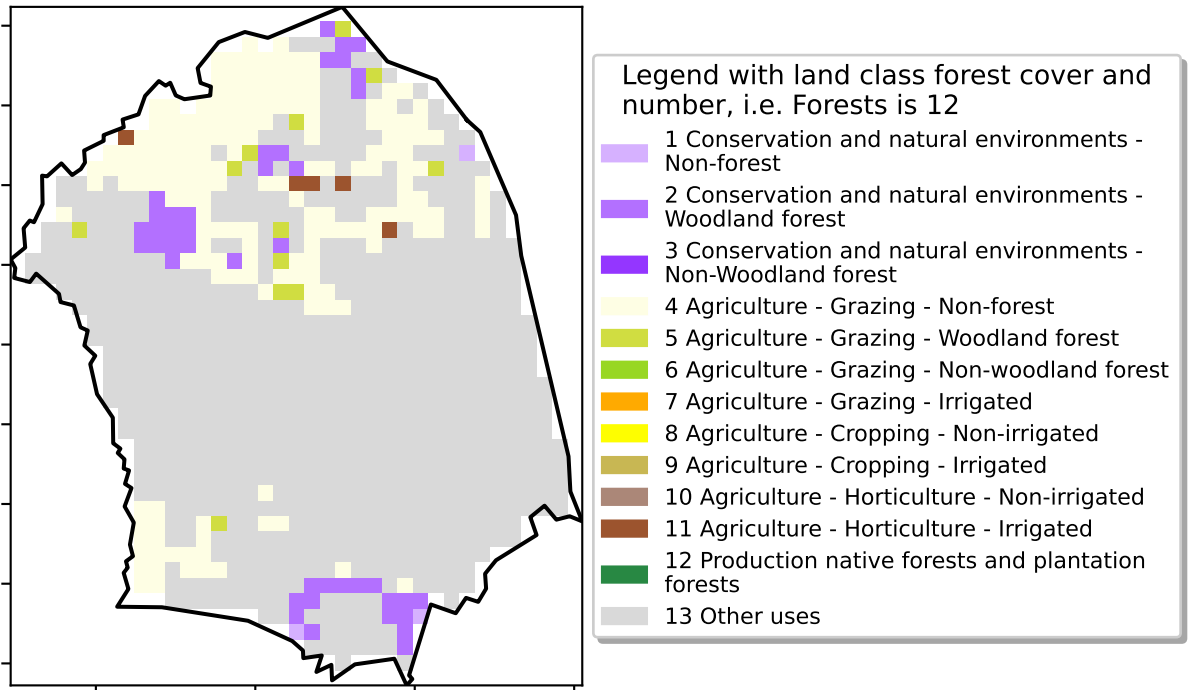 Legend with land class forest cover and
number, i.e. Forests is 12
1 Conservation and natural environments -
Non-forest
2 Conservation and natural environments -
Woodland forest
3 Conservation and natural environments -
Non-Woodland forest
4 Agriculture - Grazing - Non-forest
5 Agriculture - Grazing - Woodland forest
6 Agriculture - Grazing - Non-woodland forest
7 Agriculture - Grazing - Irrigated
8 Agriculture - Cropping - Non-irrigated
9 Agriculture - Cropping - Irrigated
10 Agriculture - Horticulture - Non-irrigated
11 Agriculture - Horticulture - Irrigated
12 Production native forests and plantation
forests
13 Other uses